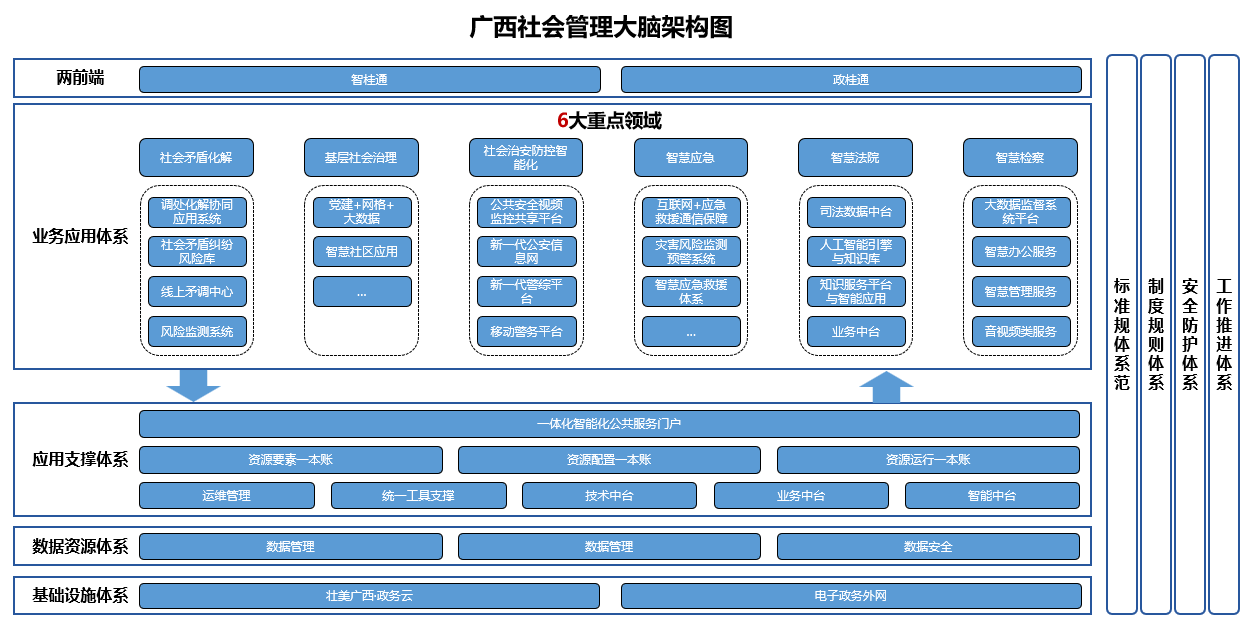 广西社会管理大脑架构图
两前端
智桂通
政桂通
6大重点领域
业务应用体系
社会矛盾化解
基层社会治理
社会治安防控智
能化
智慧应急
智慧法院
智慧检察
调处化解协同
应用系统
社会矛盾纠纷
风险库
线上矛调中心
风险监测系统
党建+网格+
大数据
智慧社区应用
...
公共安全视频
监控共享平台
新一代公安信
息网
新一代警综平
台
移动警务平台
互联网+应急
救援通信保障
灾害风险监测
预警系统
智慧应急救援
体系
...
司法数据中台
人工智能引擎
与知识库
知识服务平台
与智能应用
业务中台
大数据监督系
统平台
智慧办公服务
智慧管理服务
音视频类服务
应用支撑体系
一体化智能化公共服务门户
资源要素一本账
资源配置一本账
资源运行一本账
运维管理
统一工具支撑
技术中台
业务中台
智能中台
数据资源体系
数据管理
数据管理
数据安全
基础设施体系
壮美广西·政务云
电子政务外网
标准规体系范
制度规则体系
安全防护体系
工作推进体系